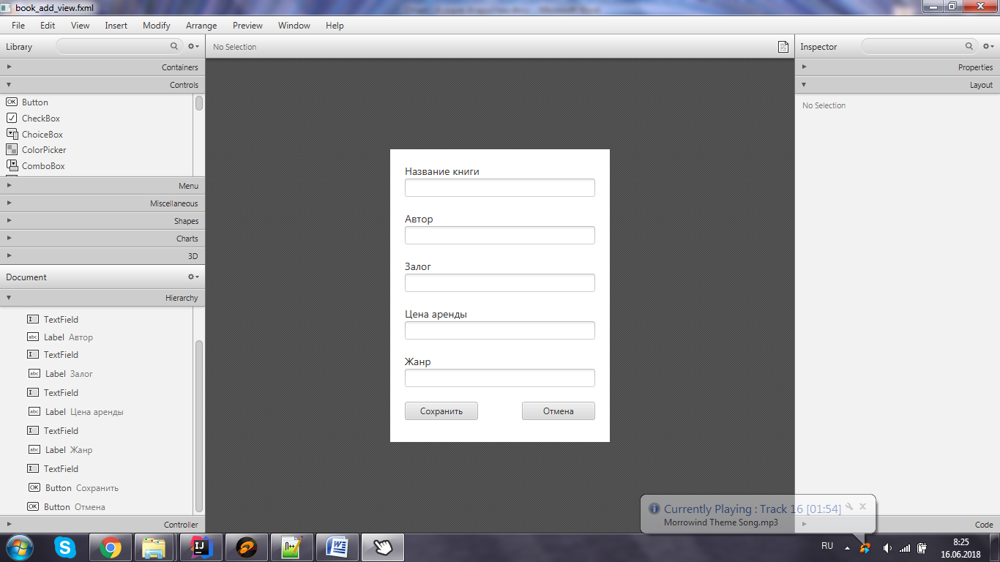 book_add_view.fxml
File Edit View Insert Modify Arrange Preview Window Help
Library
No Selection
Inspector
Containers
Controls
Button
CheckBox
ChoiceBox
ColorPicker
ComboBox
Menu
Miscellaneous
Shapes
Charts
3D
Document
Hierarchy
TextField
Label Автор
TextField
Label Залог
TextField
Label Цена аренды
TextField
Label Жанр
TextField
Button Сохранить
Button Отмена
Controller
Название книги
Автор
Залог
Цена аренды
Жанр
Сохранить Отмена
Properties
Layout
No Selection
Code
Currently Playing : Track 16 [01:54]
Morrowind Theme Song.mp3
RU
8:25
16.06.2018